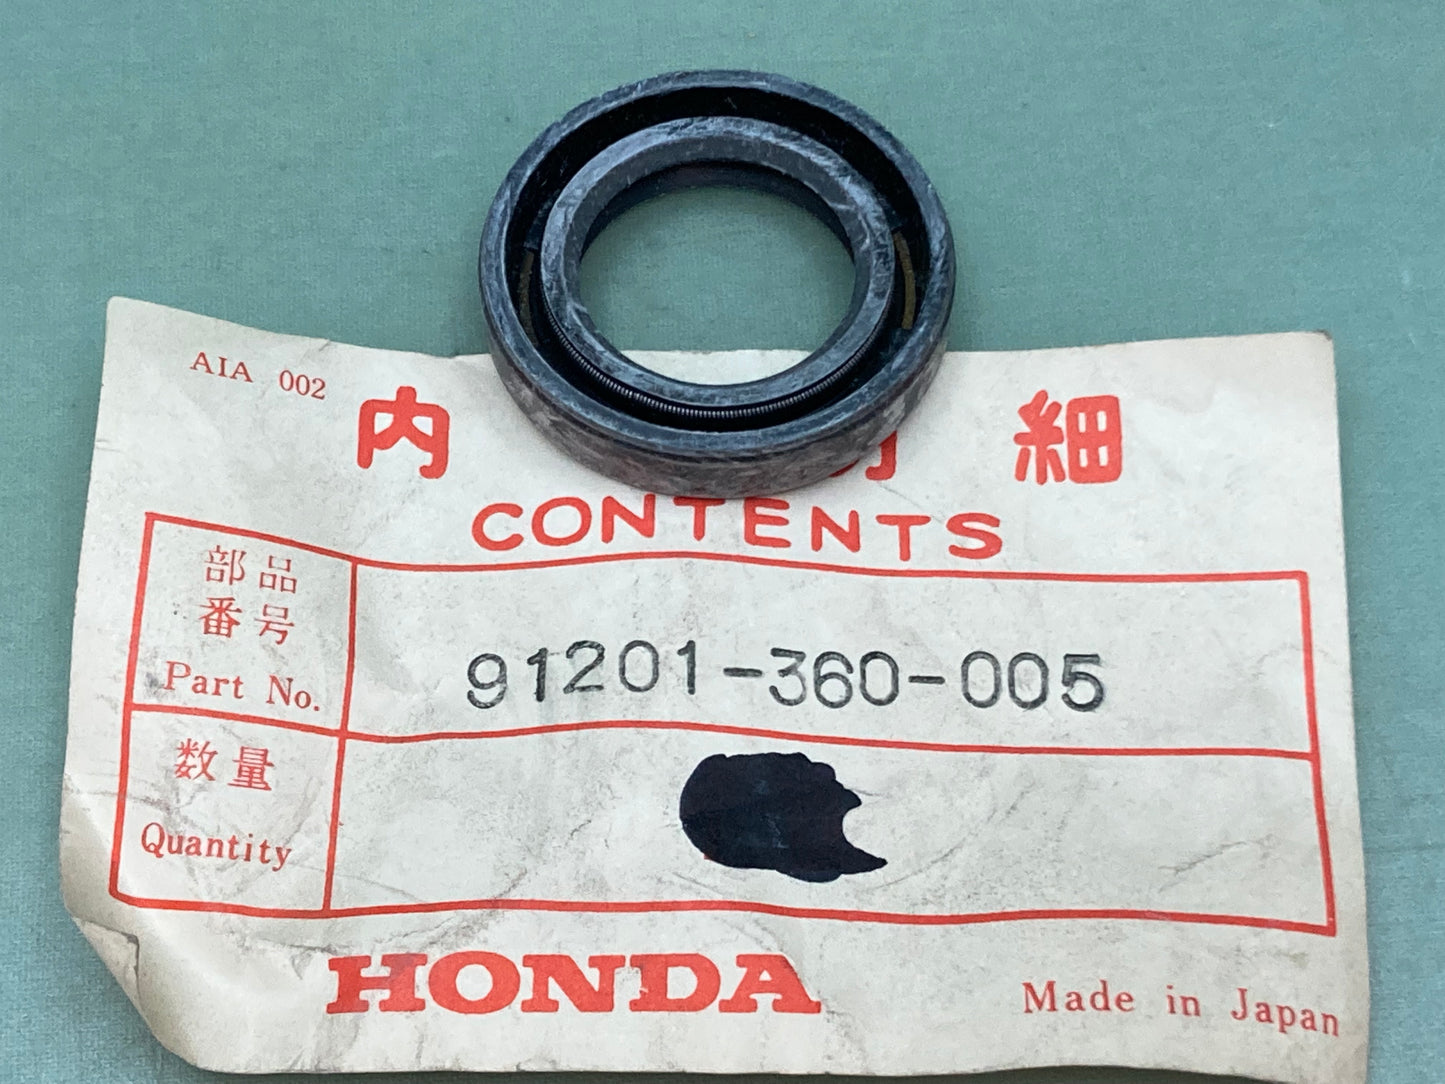 AIA 002
内 細
CONTENTS
部品
番号
Part No.
91201-360-005
数量
Quantity
HONDA
Made in Japan